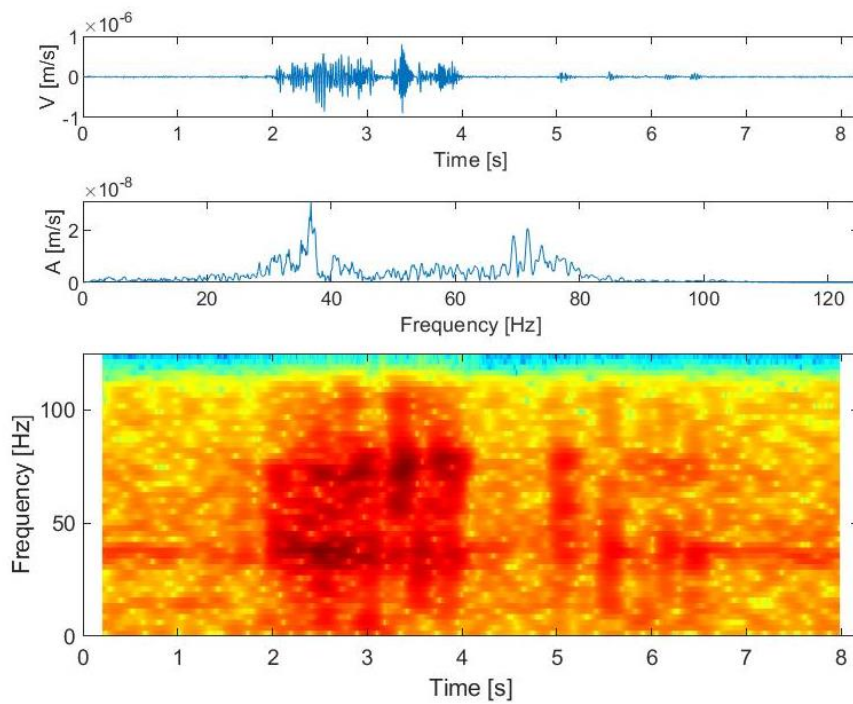 ×10⁻⁶
1
0
-1
V [m/s]
0 1 2 3 4 5 6 7 8
Time [s]
×10⁻⁸
2
0
A [m/s]
0 20 40 60 80 100 120
Frequency [Hz]
100
50
0
Frequency [Hz]
0 1 2 3 4 5 6 7 8
Time [s]